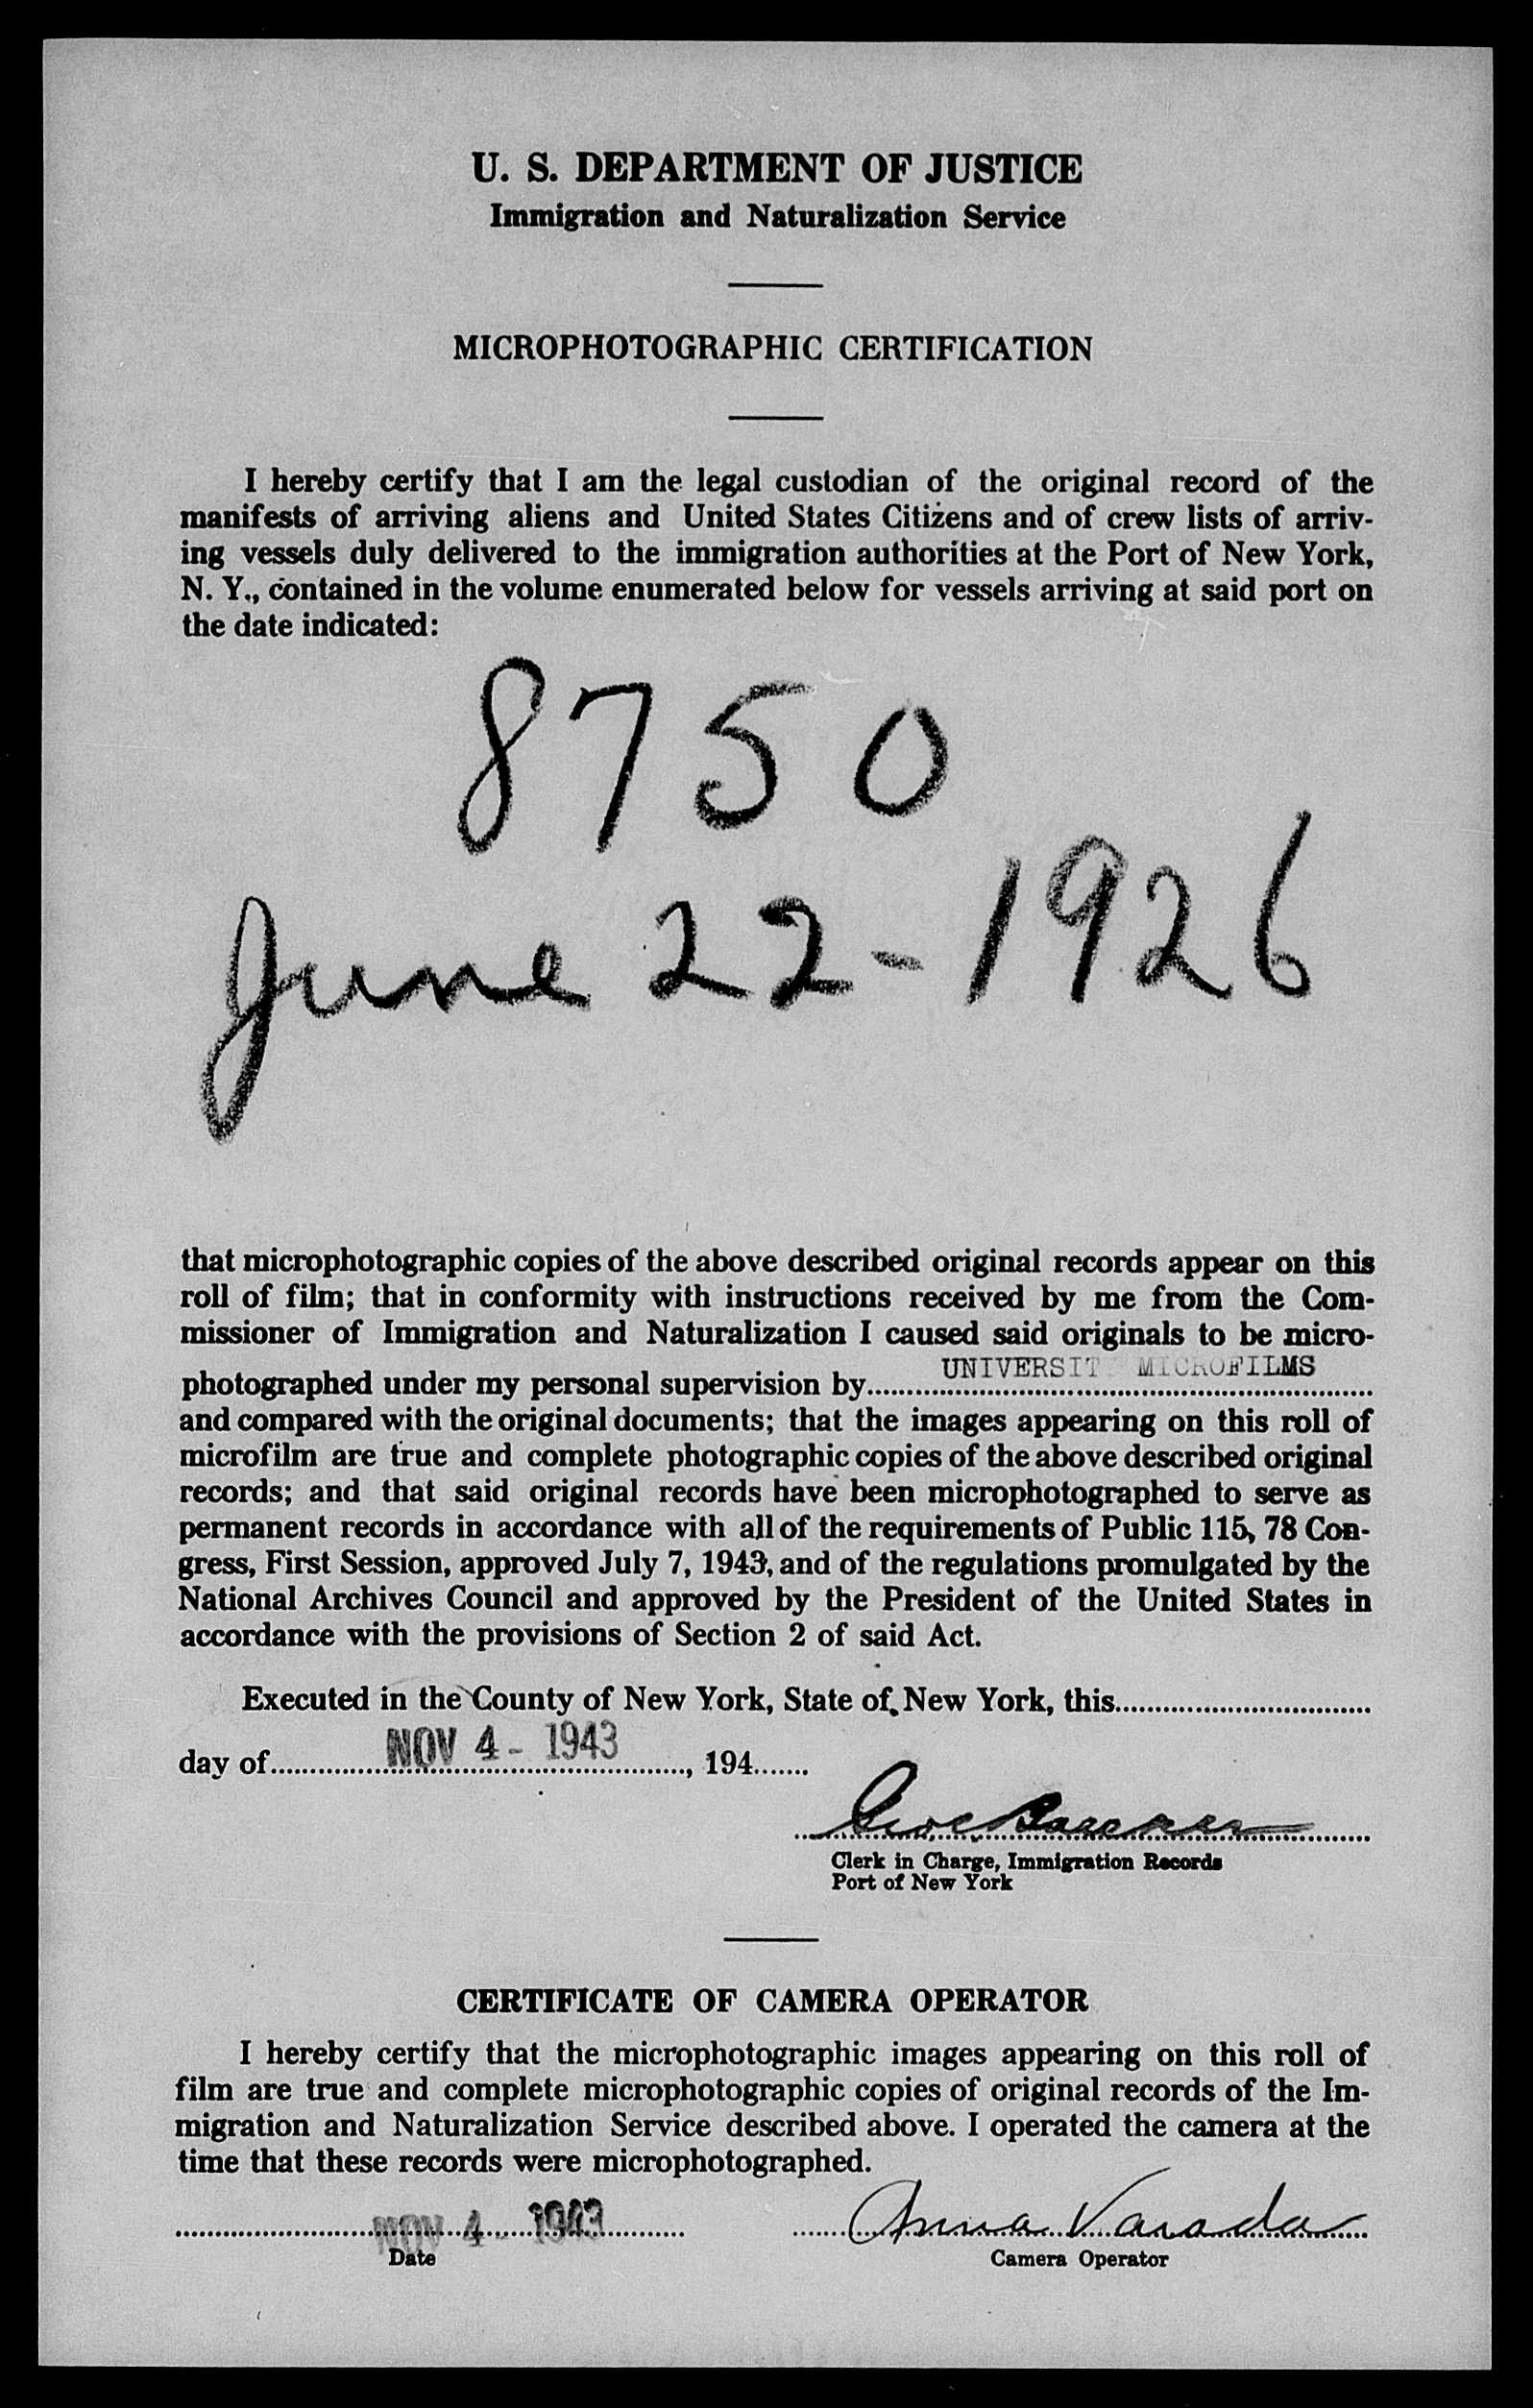 U. S. DEPARTMENT OF JUSTICE
Immigration and Naturalization Service
MICROPHOTOGRAPHIC CERTIFICATION
I hereby certify that I am the legal custodian of the original record of the
manifests of arriving aliens and United States Citizens and of crew lists of arriv-
ing vessels duly delivered to the immigration authorities at the Port of New York,
N. Y., contained in the volume enumerated below for vessels arriving at said port on
the date indicated:
8750
June 22-1926
that microphotographic copies of the above described original records appear on this
roll of film; that in conformity with instructions received by me from the Com-
missioner of Immigration and Naturalization I caused said originals to be micro-
photographed under my personal supervision by UNIVERSIT MICROFILMS
and compared with the original documents; that the images appearing on this roll of
microfilm are true and complete photographic copies of the above described original
records; and that said original records have been microphotographed to serve as
permanent records in accordance with all of the requirements of Public 115, 78 Con-
gress, First Session, approved July 7, 1943, and of the regulations promulgated by the
National Archives Council and approved by the President of the United States in
accordance with the provisions of Section 2 of said Act.
Executed in the County of New York, State of New York, this
day of NOV 4 - 1943, 194
Clerk in Charge, Immigration Records
Port of New York
CERTIFICATE OF CAMERA OPERATOR
I hereby certify that the microphotographic images appearing on this roll of
film are true and complete microphotographic copies of original records of the Im-
migration and Naturalization Service described above. I operated the camera at the
time that these records were microphotographed.
NOV 4 1943 Anna Varada
Date Camera Operator